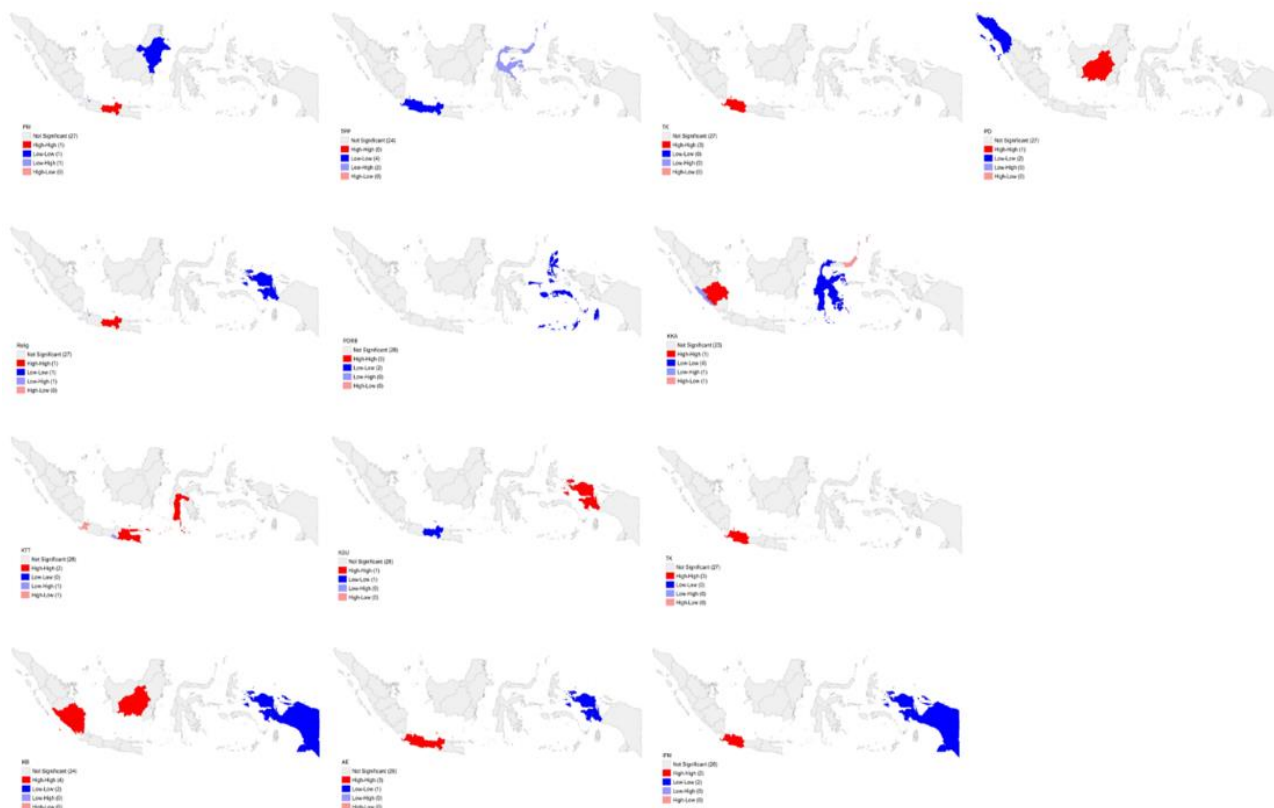 Not Significant (27)
High-High (1)
Low-Low (1)
Low-High (1)
High-Low (0)
Not Significant (24)
High-High (0)
Low-Low (4)
Low-High (2)
High-Low (0)
TK
Not Significant (27)
High-High (3)
Low-Low (0)
Low-High (0)
High-Low (0)
PD
Not Significant (27)
High-High (1)
Low-Low (2)
Low-High (0)
High-Low (0)
Relig
Not Significant (27)
High-High (1)
Low-Low (1)
Low-High (1)
High-Low (0)
PDRB
Not Significant (28)
High-High
Low-Low (2)
Low-High (0)
High-Low (0)
KKA
Not Significant (23)
High-High (1)
Low-Low (4)
Low-High (1)
High-Low (1)
KTT
Not Significant (28)
High-High (2)
Low-Low (0)
Low-High (1)
High-Low (1)
Not Significant (28)
High-High (1)
Low-Low (1)
Low-High (0)
High-Low (0)
TK
Not Significant (27)
High-High (3)
Low-Low (0)
Low-High (0)
High-Low (0)
Not Significant (24)
High-High (4)
Low-Low (2)
Low-High (0)
High-Low (0)
AE
Not Significant
High-High (3)
Low-Low (1)
Low-High (0)
High-Low (0)
Not Significant
High-High
Low-Low (2)
Low-High (0)
High-Low (0)